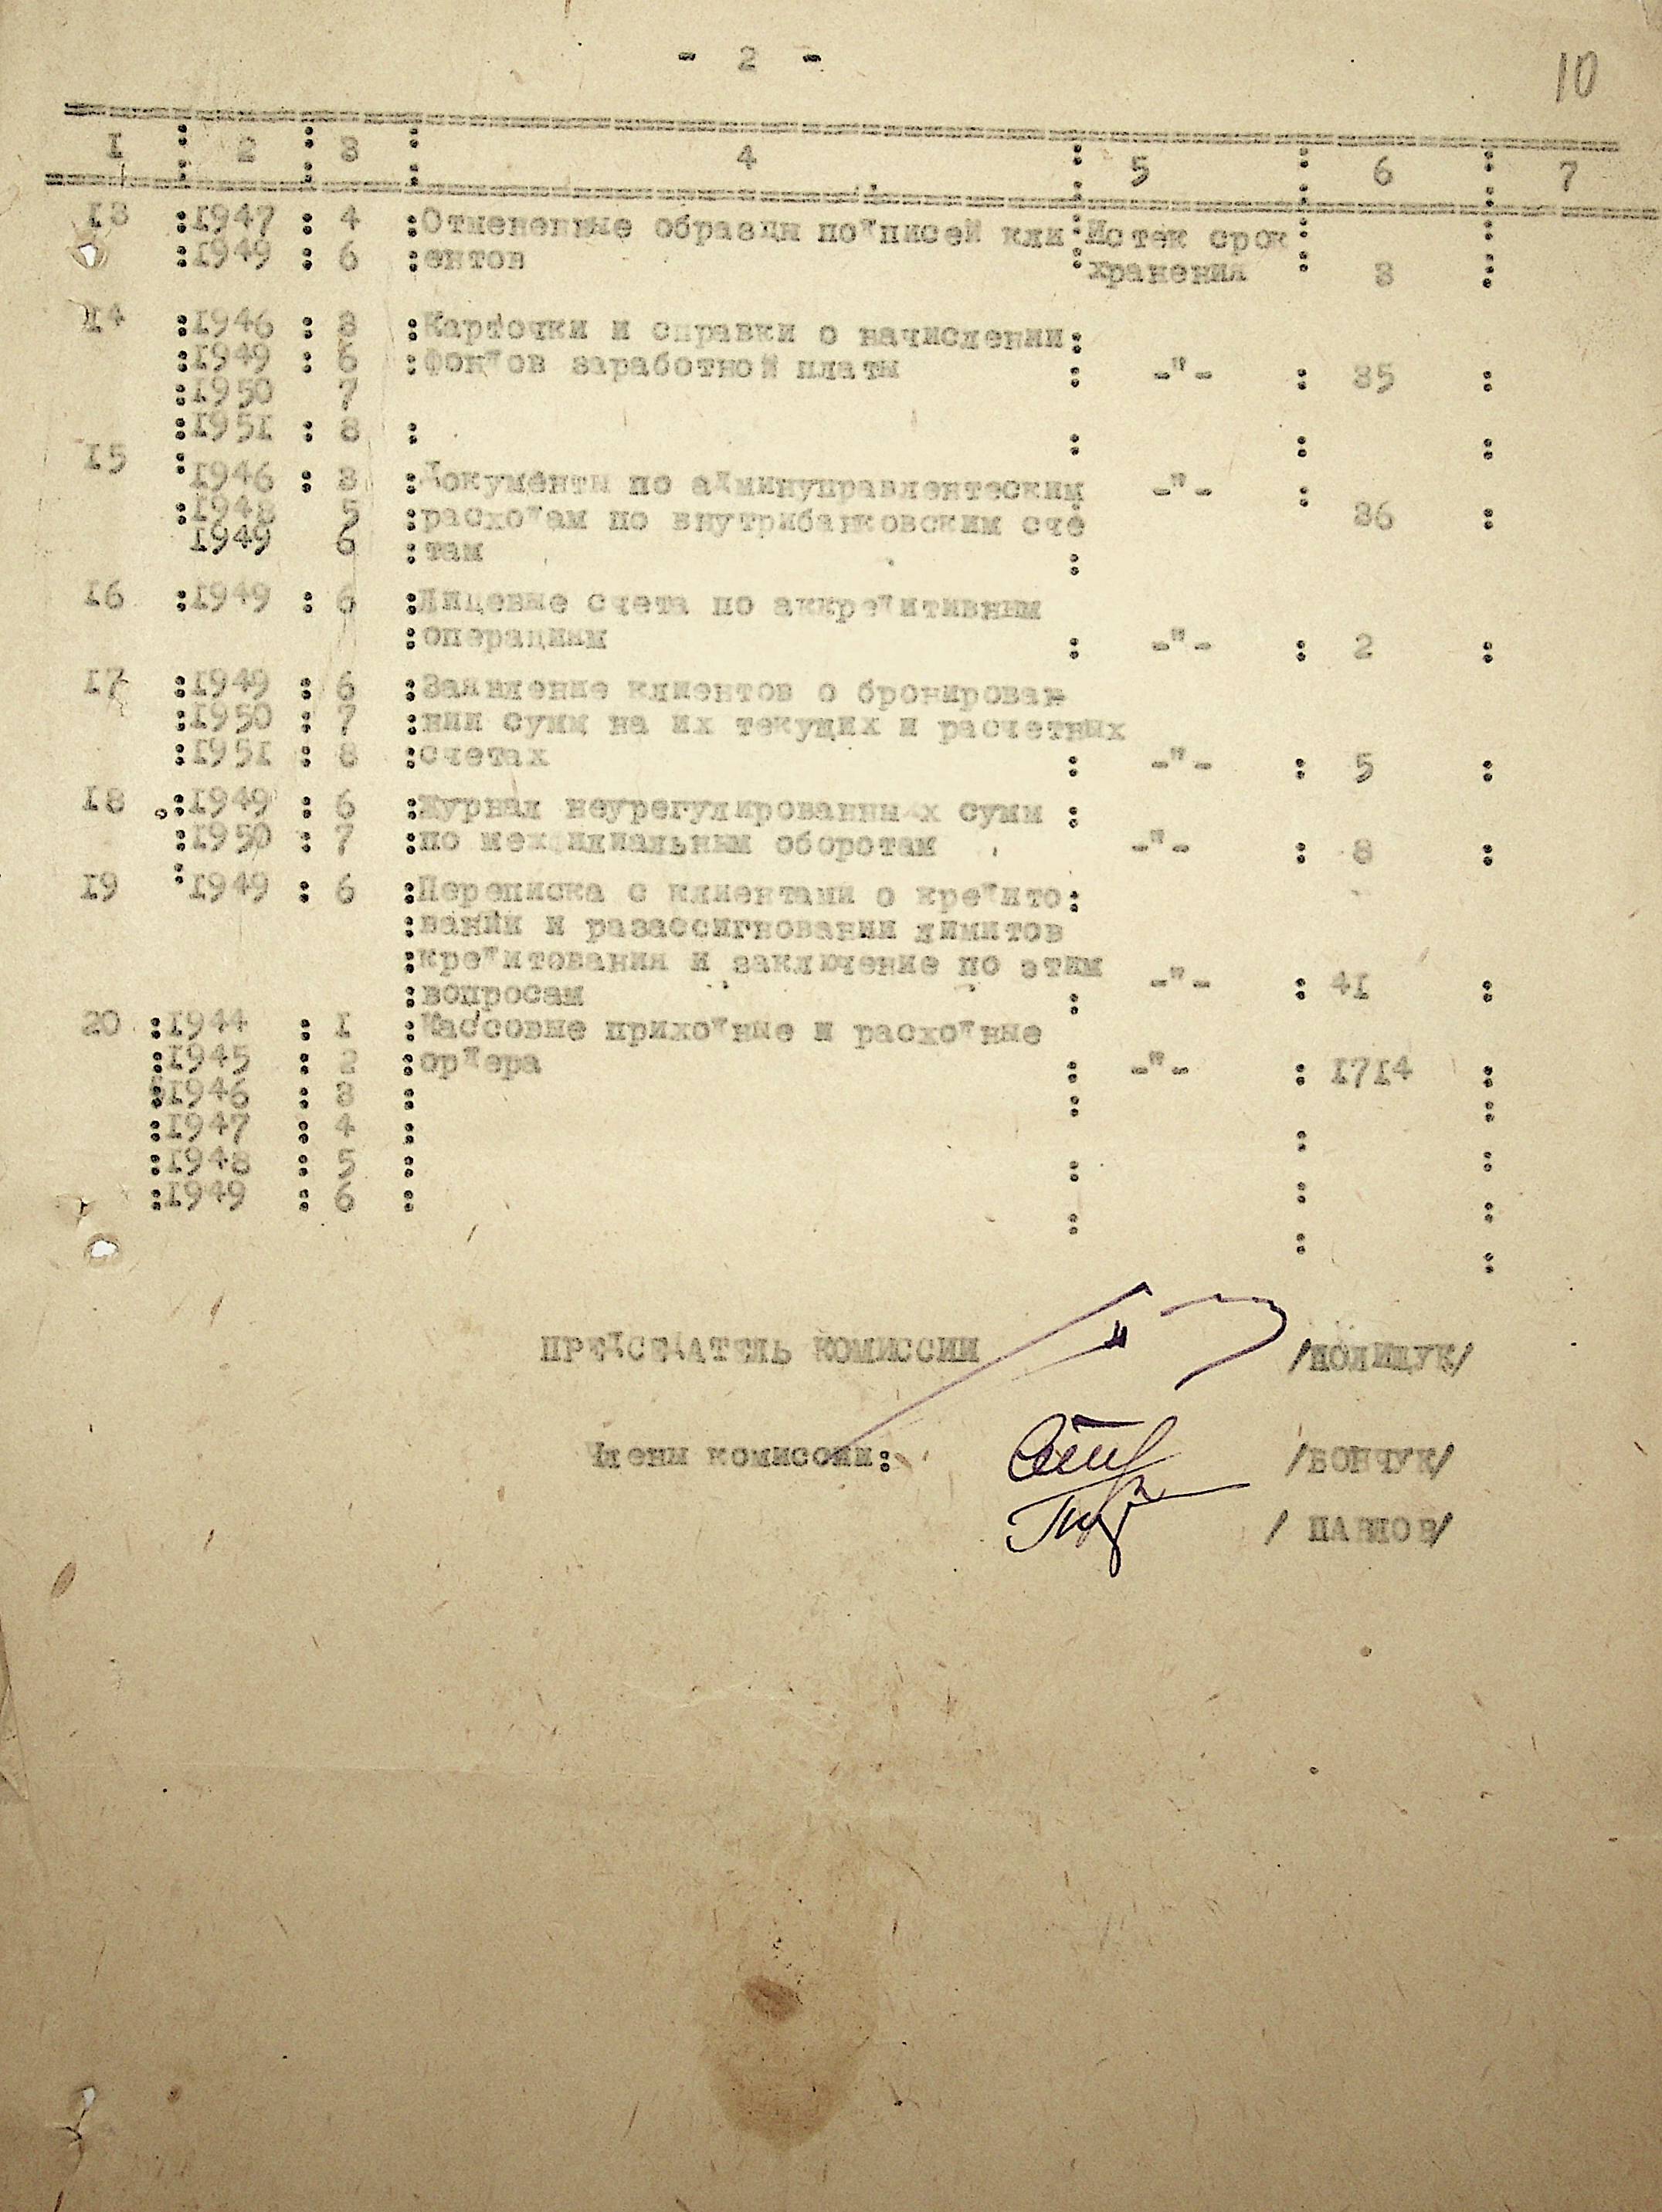 - 2 -
10
1 : 2 : 3 : 4 : 5 : 6 : 7
13 :1947 : 4 :Отмененные образцы подписей кли :Истек срок :
:1949 : 6 :ентов :хранения : 3 :
14 :1946 : 3 :Карточки и справки о начислении:
:1949 : 6 :фондов заработной платы : -"- : 35 :
:1950 7
:1951 : 8 : : : :
15 : 1946 : 3 :Документы по админуправленческим -"- :
:1948 5 :расходам по внутрибанковским счё 36 :
1949 6 :там :
16 :1949 : 6 :Лицевые счета по аккредитивным
:операциям : -"- : 2 :
17 :1949 : 6 :Заявление клиентов о бронирован
:1950 : 7 :нии сумм на их текущих и расчетных
:1951 : 8 :счетах : -"- : 5 :
18 :1949 : 6 :Журнал неурегулированных сумм :
:1950 : 7 :по межфилиальным оборотам -"- : 8 :
19 :1949 : 6 :Переписка с клиентами о кредито:
:вании и разассигновании лимитов
:кредитования и заключение по этим -"- : 41 :
:вопросам :
20 :1944 : 1 :Кассовые приходные и расходные
:1945 : 2 :ордера : -"- : 1714 :
:1946 : 3 : : :
:1947 : 4 : :
:1948 : 5 : : :
:1949 : 6 : : :
ПРЕДСЕДАТЕЛЬ КОМИССИИ /ПОЛИЩУК/
Члены комиссии: /БОНЧУК/
/ ПАВЛОВ/